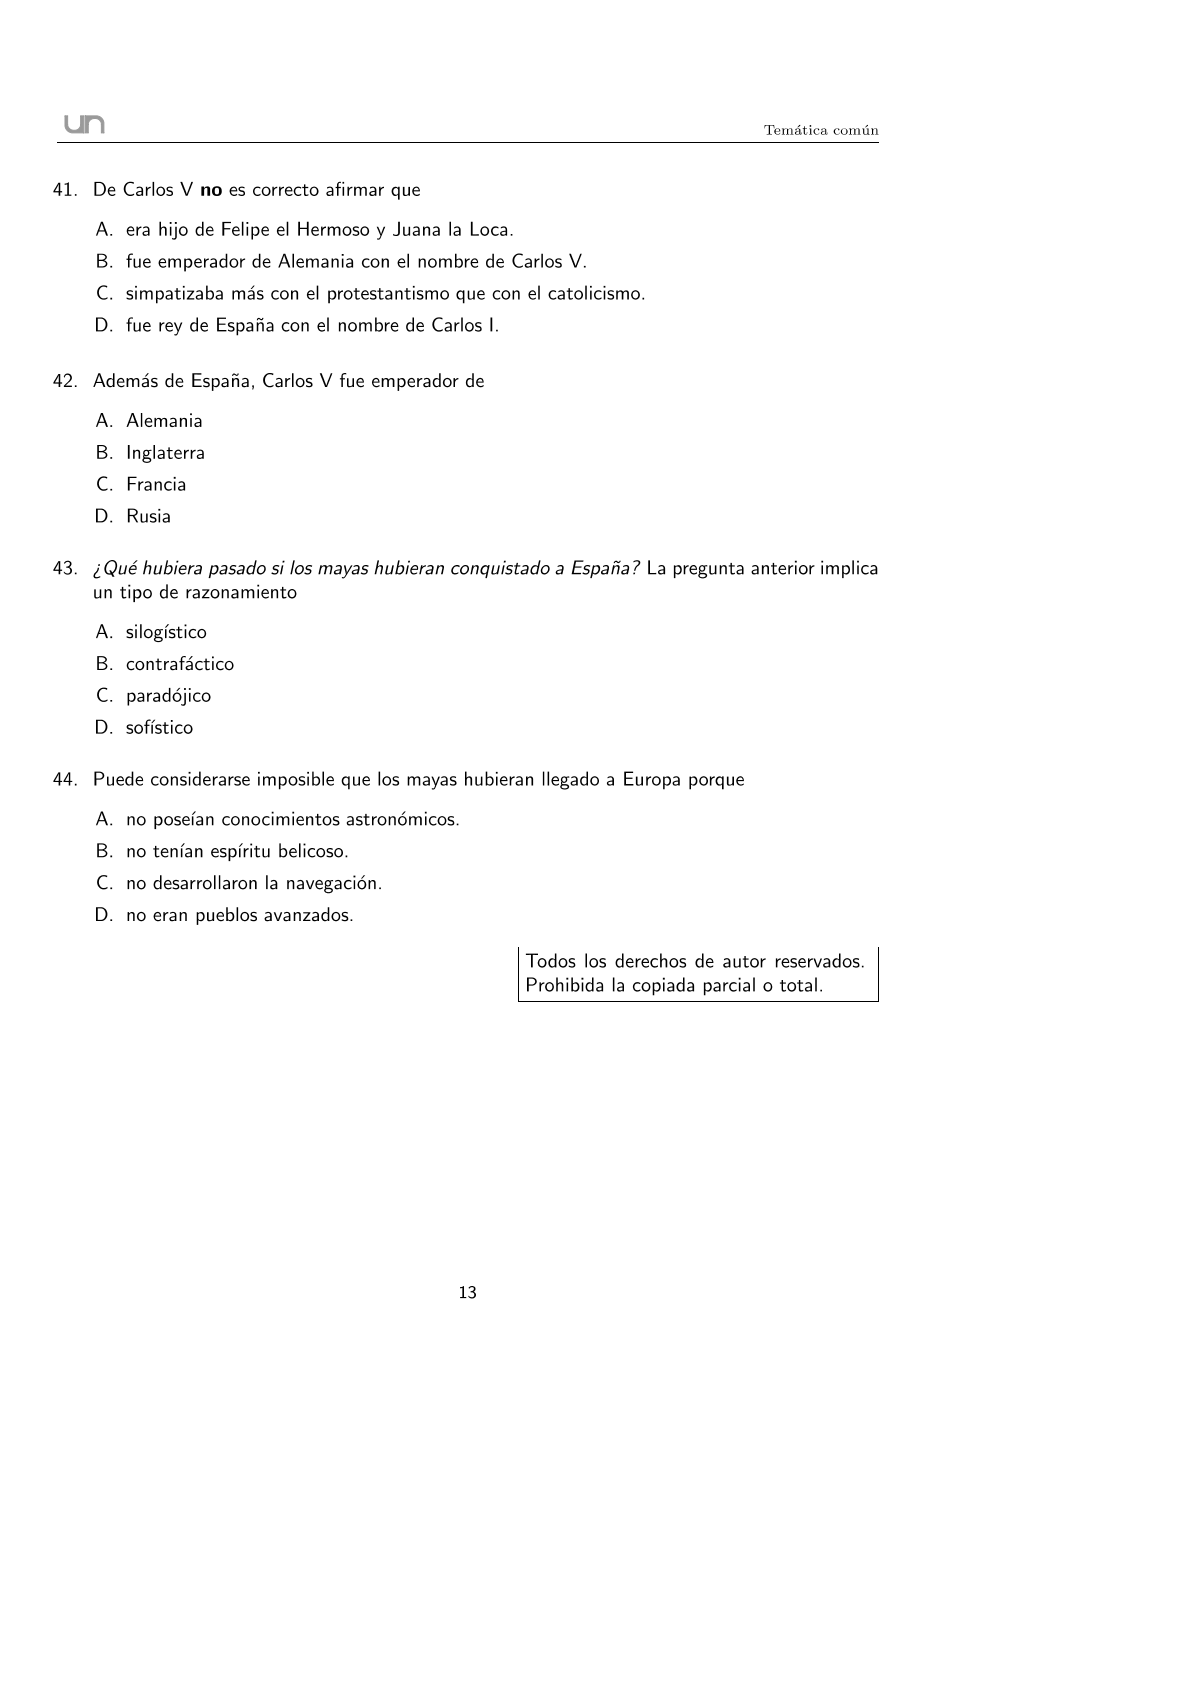 un
Temática común
41. De Carlos V no es correcto afirmar que
A. era hijo de Felipe el Hermoso y Juana la Loca.
B. fue emperador de Alemania con el nombre de Carlos V.
C. simpatizaba más con el protestantismo que con el catolicismo.
D. fue rey de España con el nombre de Carlos I.
42. Además de España, Carlos V fue emperador de
A. Alemania
B. Inglaterra
C. Francia
D. Rusia
43. ¿Qué hubiera pasado si los mayas hubieran conquistado a España? La pregunta anterior implica
un tipo de razonamiento
A. silogístico
B. contrafáctico
C. paradójico
D. sofístico
44. Puede considerarse imposible que los mayas hubieran llegado a Europa porque
A. no poseían conocimientos astronómicos.
B. no tenían espíritu belicoso.
C. no desarrollaron la navegación.
D. no eran pueblos avanzados.
Todos los derechos de autor reservados.
Prohibida la copiada parcial o total.
13